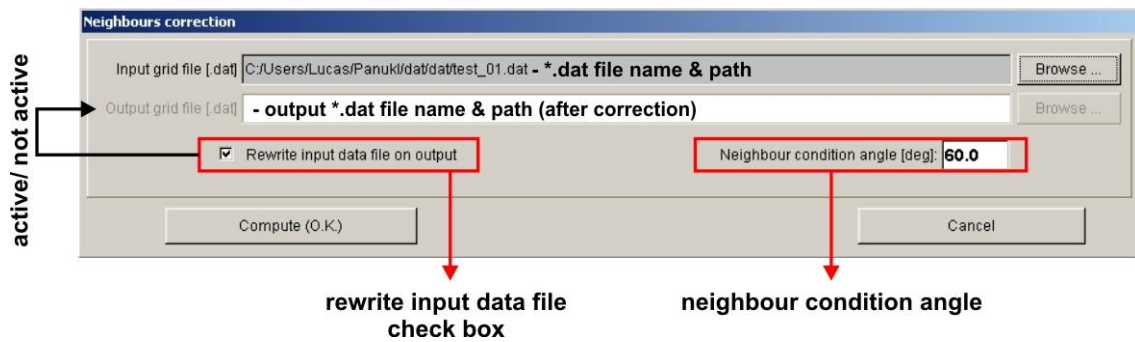 Neighbours correction
Input grid file [.dat] C:/Users/Lucas/Panukl/dat/dat/test_01.dat - *.dat file name & path Browse ...
Output grid file [.dat] - output *.dat file name & path (after correction) Browse ...
active/ not active
Rewrite input data file on output Neighbour condition angle [deg]: 60.0
Compute (O.K.) Cancel
rewrite input data file neighbour condition angle
check box